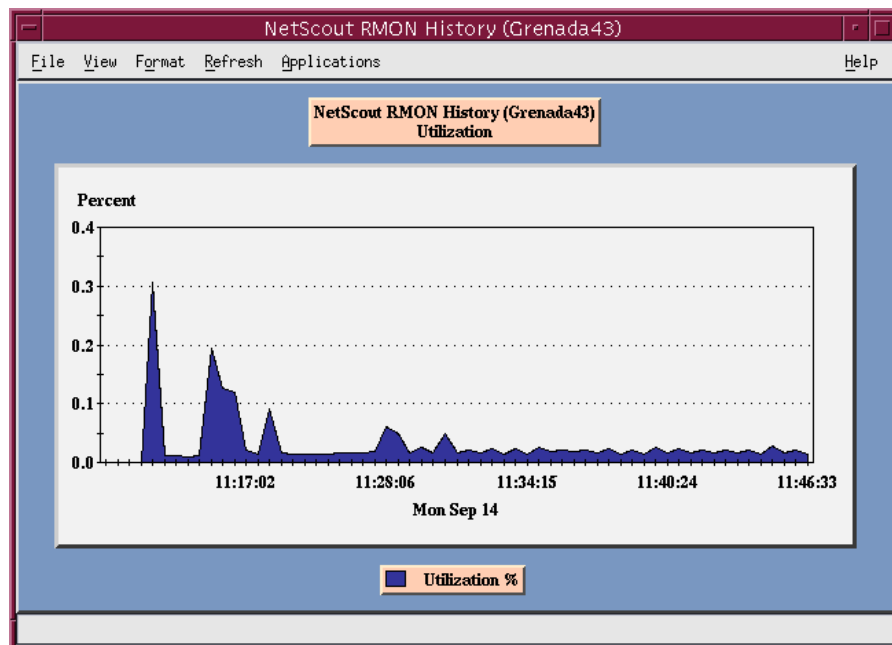 NetScout RMON History (Grenada43)
File View Format Refresh Applications Help
NetScout RMON History (Grenada43)
Utilization
Percent
0.4
0.3
0.2
0.1
0.0
11:17:02 11:28:06 11:34:15 11:40:24 11:46:33
Mon Sep 14
Utilization %